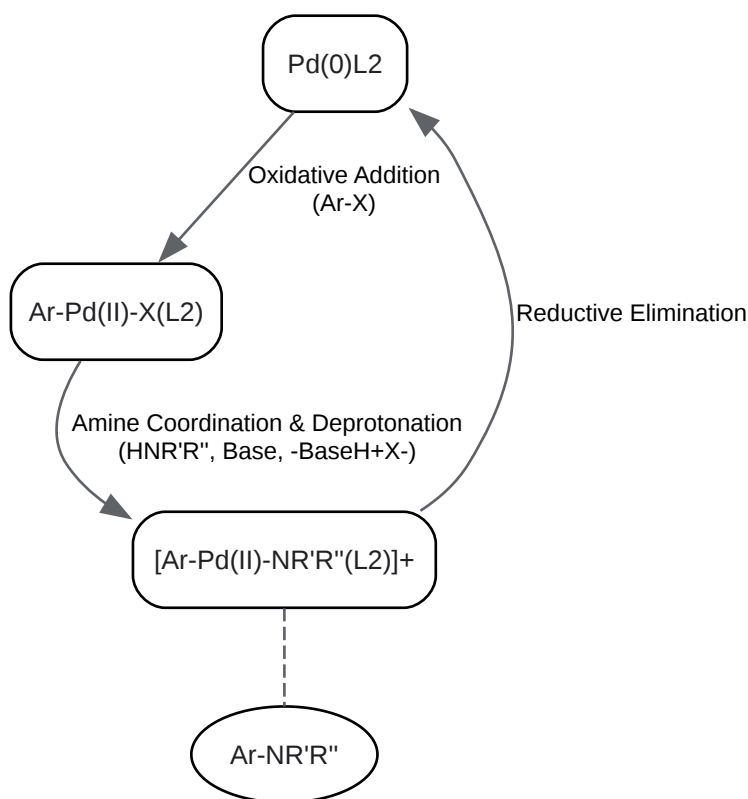 Pd(0)L2
Oxidative Addition
(Ar-X)
Ar-Pd(II)-X(L2)
Reductive Elimination
Amine Coordination & Deprotonation
(HNR'R'', Base, -BaseH+X-)
[Ar-Pd(II)-NR'R''(L2)]+
Ar-NR'R''